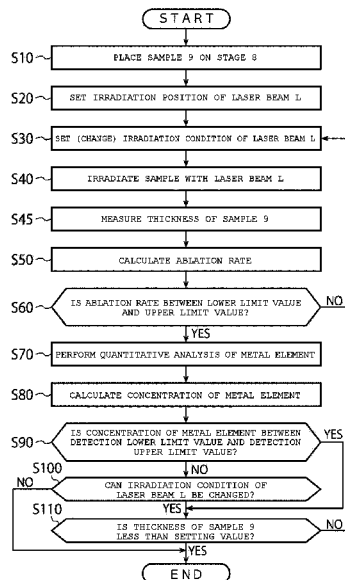 START
S10
PLACE SAMPLE 9 ON STAGE 8
S20
SET IRRADIATION POSITION OF LASER BEAM L
S30
SET (CHANGE) IRRADIATION CONDITION OF LASER BEAM L
S40
IRRADIATE SAMPLE WITH LASER BEAM L
S45
MEASURE THICKNESS OF SAMPLE 9
S50
CALCULATE ABLATION RATE
S60
IS ABLATION RATE BETWEEN LOWER LIMIT VALUE
AND UPPER LIMIT VALUE?
NO
YES
S70
PERFORM QUANTITATIVE ANALYSIS OF METAL ELEMENT
S80
CALCULATE CONCENTRATION OF METAL ELEMENT
S90
IS CONCENTRATION OF METAL ELEMENT BETWEEN
DETECTION LOWER LIMIT VALUE AND DETECTION
UPPER LIMIT VALUE?
YES
NO
S100
NO
CAN IRRADIATION CONDITION OF
LASER BEAM L BE CHANGED?
YES
S110
IS THICKNESS OF SAMPLE 9
LESS THAN SETTING VALUE?
NO
YES
END